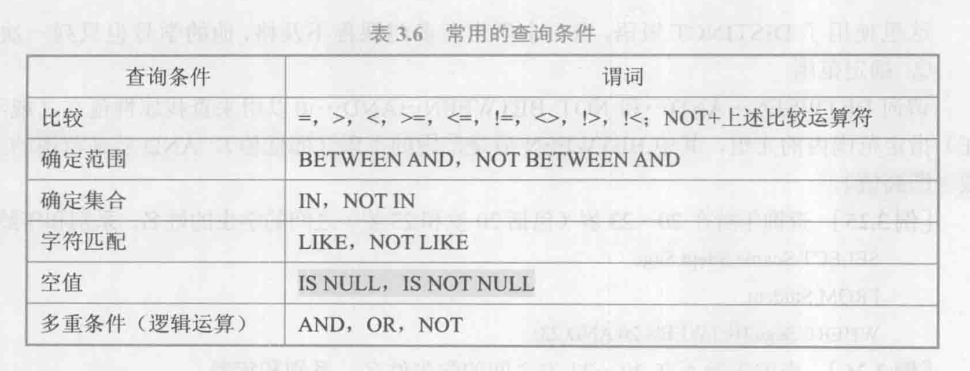 表 3.6 常用的查询条件
查询条件 谓词
比较 =，>，<，>=，<=，!=，<>，!>，!<；NOT+上述比较运算符
确定范围 BETWEEN AND，NOT BETWEEN AND
确定集合 IN，NOT IN
字符匹配 LIKE，NOT LIKE
空值 IS NULL，IS NOT NULL
多重条件（逻辑运算） AND，OR，NOT